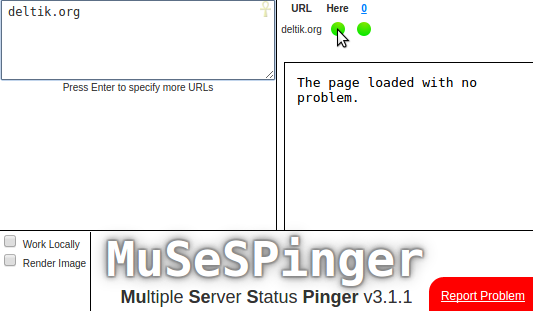 deltik.org
Press Enter to specify more URLs
URL Here 0
deltik.org
The page loaded with no
problem.
Work Locally
Render Image
MuSeSPinger
Multiple Server Status Pinger v3.1.1
Report Problem